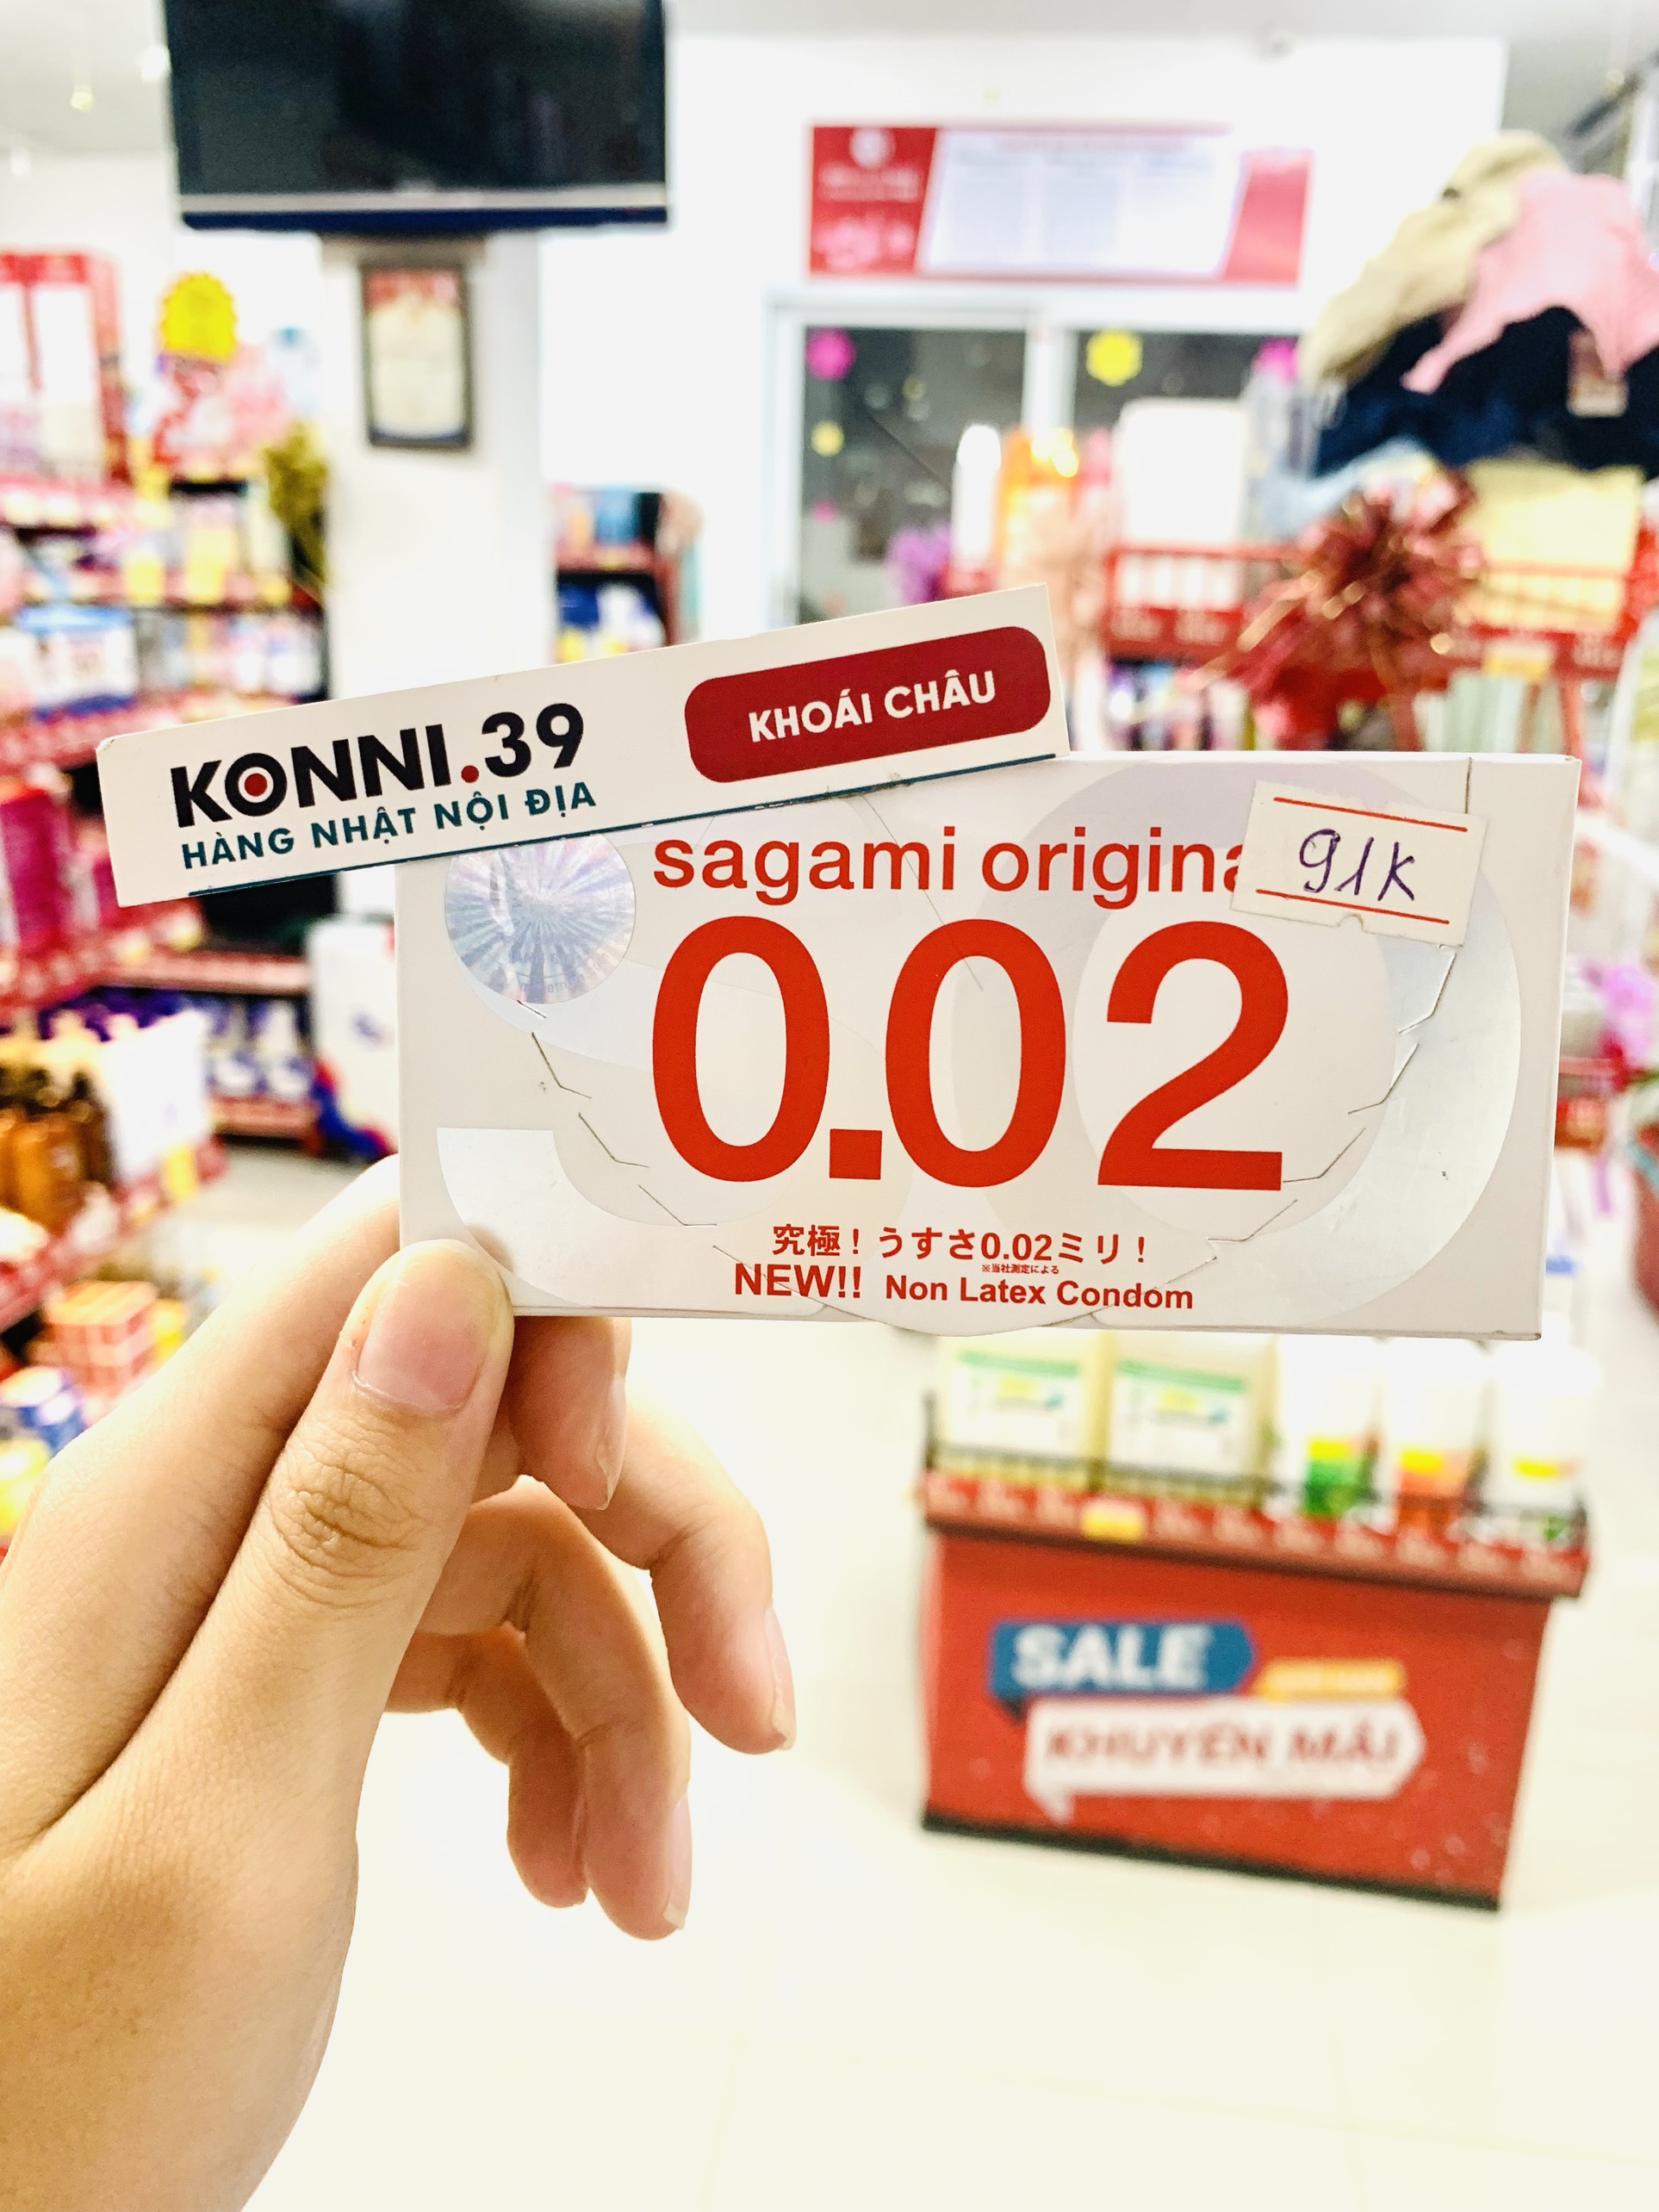 KONNI.39
HÀNG NHẬT NỘI ĐỊA
KHOÁI CHÂU
sagami origina
91K
0.02
究極！うすさ0.02ミリ！
※当社測定による
NEW!! Non Latex Condom
SALE
KHUYẾN MÃI